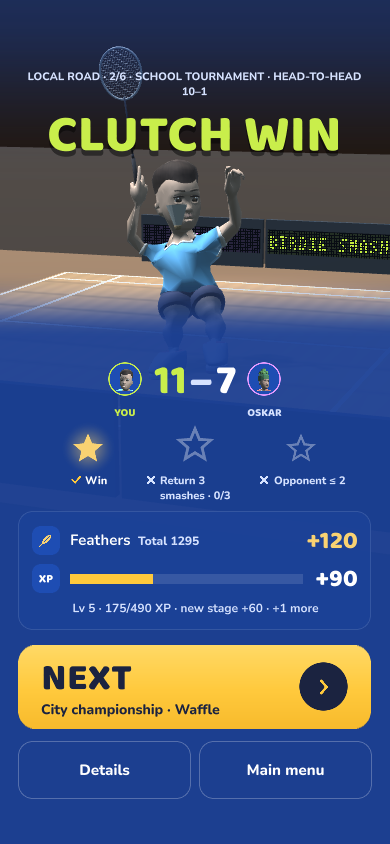 LOCAL ROAD · 2/6 · SCHOOL TOURNAMENT · HEAD-TO-HEAD
10–1
CLUTCH WIN
BIRDIE SMASH
11 – 7
YOU
OSKAR
Win
Return 3
smashes · 0/3
Opponent ≤ 2
Feathers Total 1295 +120
XP +90
Lv 5 · 175/490 XP · new stage +60 · +1 more
NEXT
City championship · Waffle
Details
Main menu